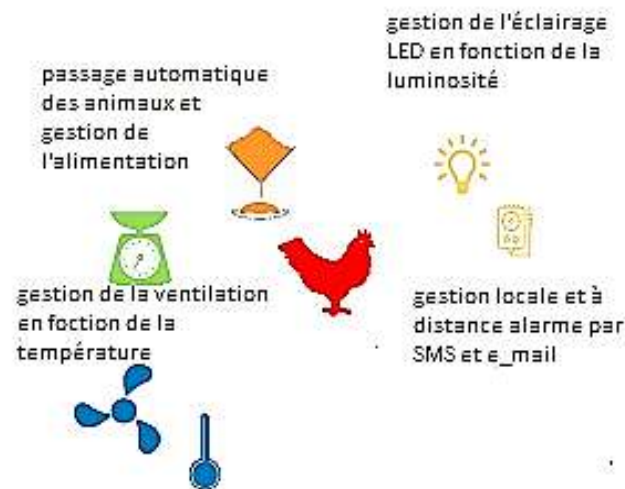 gestion de l'éclairage
LED en fonction de la
luminosité
passage automatique
des animaux et
gestion de
l'alimentation
gestion de la ventilation
en foction de la
température
gestion locale et à
distance alarme par
SMS et e_mail